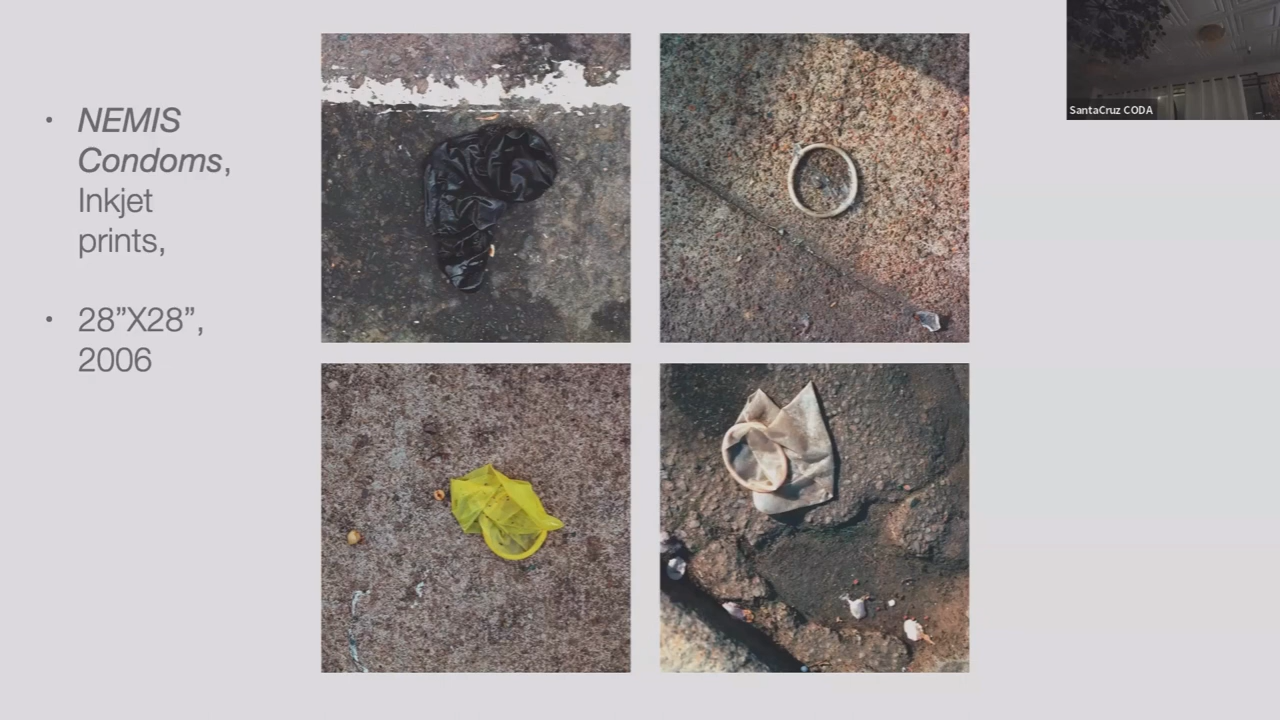 • NEMIS
Condoms,
Inkjet
prints,
• 28”X28”,
2006
SantaCruz CODA